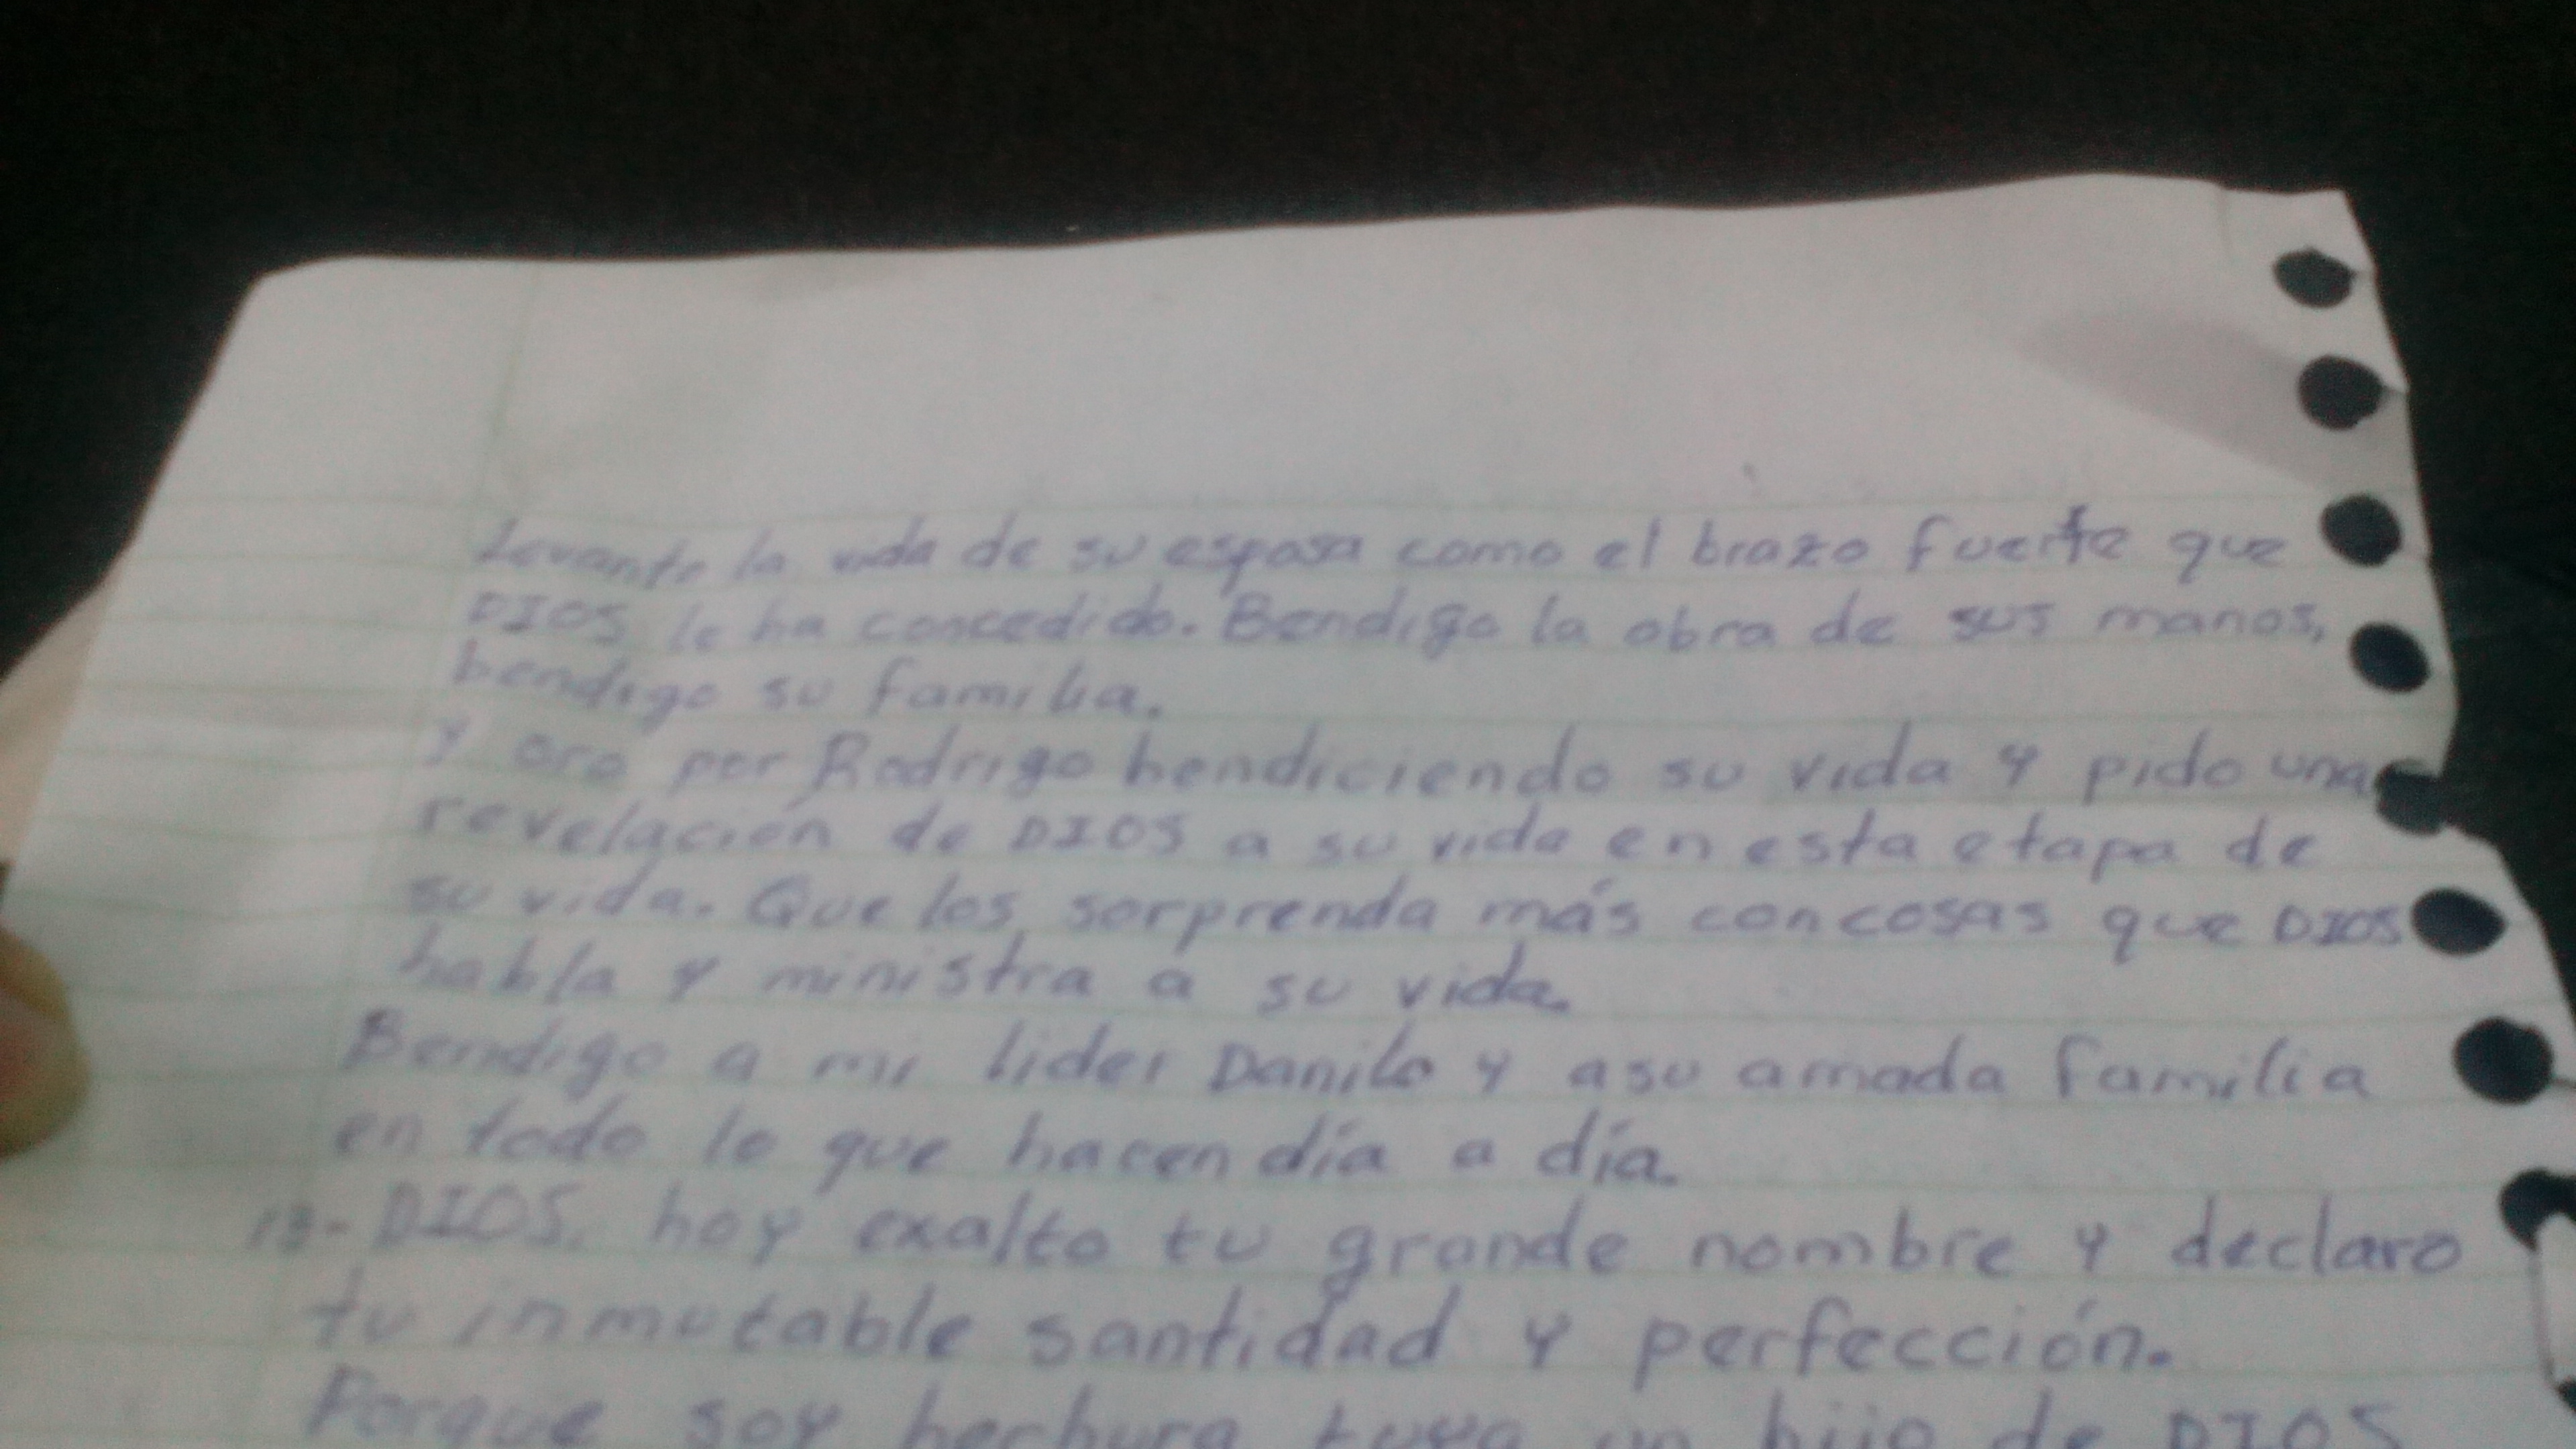 Levanto la vida de su esposa como el brazo fuerte que
DIOS le ha concedido. Bendigo la obra de sus manos,
bendigo su familia.
y oro por Rodrigo bendiciendo su vida y pido una
revelación de DIOS a su vida en esta etapa de
su vida. Que los sorprenda más con cosas que DIOS
habla y ministra a su vida.
Bendigo a mi lider Danilo y a su amada familia
en todo lo que hacen día a día.
13- DIOS, hoy exalto tu grande nombre y declaro
tu inmutable santidad y perfección.
Porque soy hechura tuya un hijo de DIOS